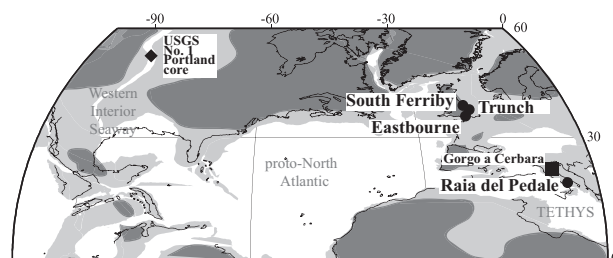 -90
-60
-30
0
60
USGS
No. 1
Portland
core
Western
Interior
Seaway
South Ferriby
Trunch
Eastbourne
30
proto-North
Atlantic
Gorgo a Cerbara
Raia del Pedale
TETHYS